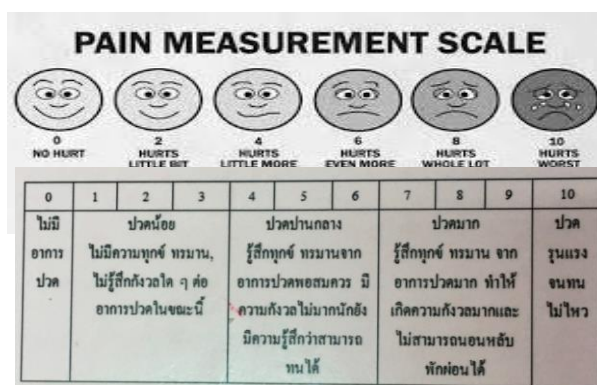 PAIN MEASUREMENT SCALE
0 2 4 6 8 10
NO HURT HURTS HURTS HURTS HURTS HURTS
LITTLE BIT LITTLE MORE EVEN MORE WHOLE LOT WORST
0 1 2 3 4 5 6 7 8 9 10
ไม่มี ปวดน้อย ปวดปานกลาง ปวดมาก ปวด
อาการ ไม่มีความทุกข์ ทรมาน, รู้สึกทุกข์ ทรมานจาก รู้สึกทุกข์ ทรมาน จาก รุนแรง
ปวด ไม่รู้สึกกังวลใด ๆ ต่อ อาการปวดพอสมควร มี อาการปวดมาก ทำให้ จนทน
อาการปวดในขณะนี้ ความกังวลไม่มากนักยัง เกิดความกังวลมากและ ไม่ไหว
มีความรู้สึกว่าสามารถ ไม่สามารถนอนหลับ
ทนได้ พักผ่อนได้